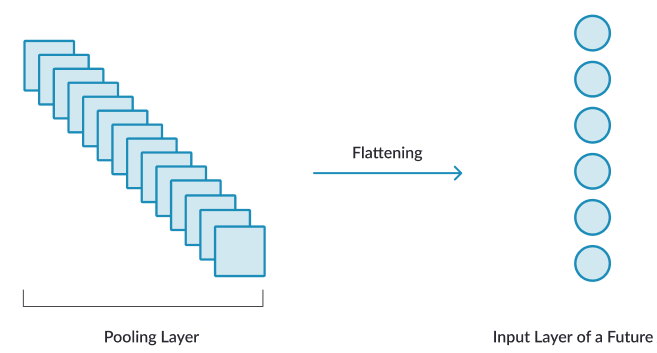 Flattening
Pooling Layer
Input Layer of a Future